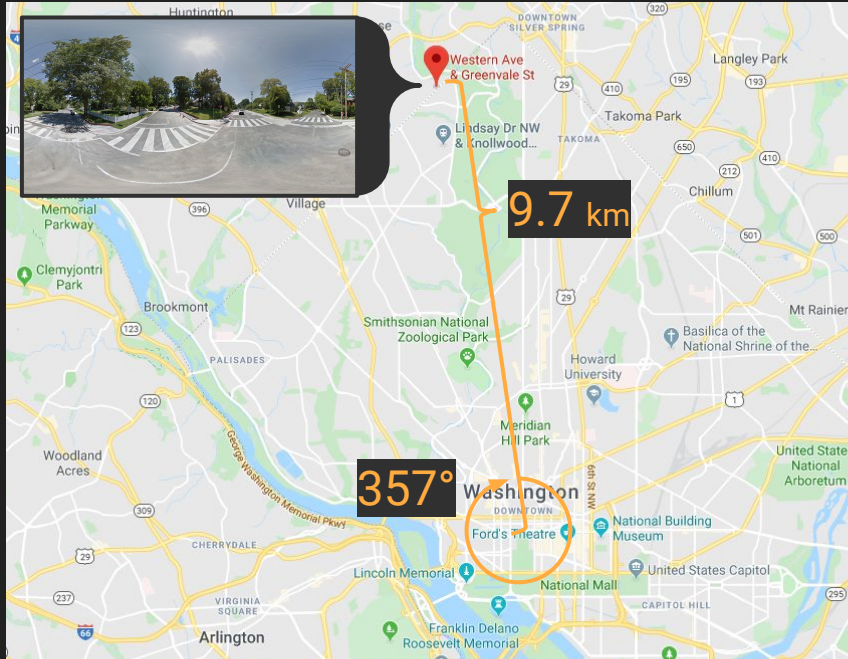 Huntington
DOWNTOWN
SILVER SPRING
320
Western Ave
& Greenvale St
Langley Park
29
410
195
193
Takoma Park
Lindsay Dr NW
& Knollwood...
TAKOMA
650
410
212
Chillum
Washington
Memorial
Parkway
396
Village
9.7 km
501
500
Clemyjontri
Park
Brookmont
123
29
Mt Rainier
Smithsonian National
Zoological Park
Basilica of the
National Shrine of the...
PALISADES
Howard
University
120
1
Meridian
Hill Park
Woodland
Acres
George Washington Memorial Pkwy
United State
National
Arboretum
357°
Washington
DOWNTOWN
6th St NW
309
Ford's Theatre
National Building
Museum
CHERRYDALE
29
Lincoln Memorial
United States Capitol
National Mall
237
VIRGINIA
SQUARE
CAPITOL HILL
295
66
Arlington
Franklin Delano
Roosevelt Memorial